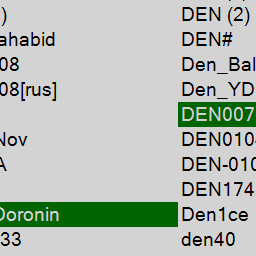 )
ahabid
08
08[rus]
Nov
A
Doronin
33
DEN (2)
DEN#
Den_Bal
Den_YD
DEN007
DEN010
DEN-010
DEN174
Den1ce
den40